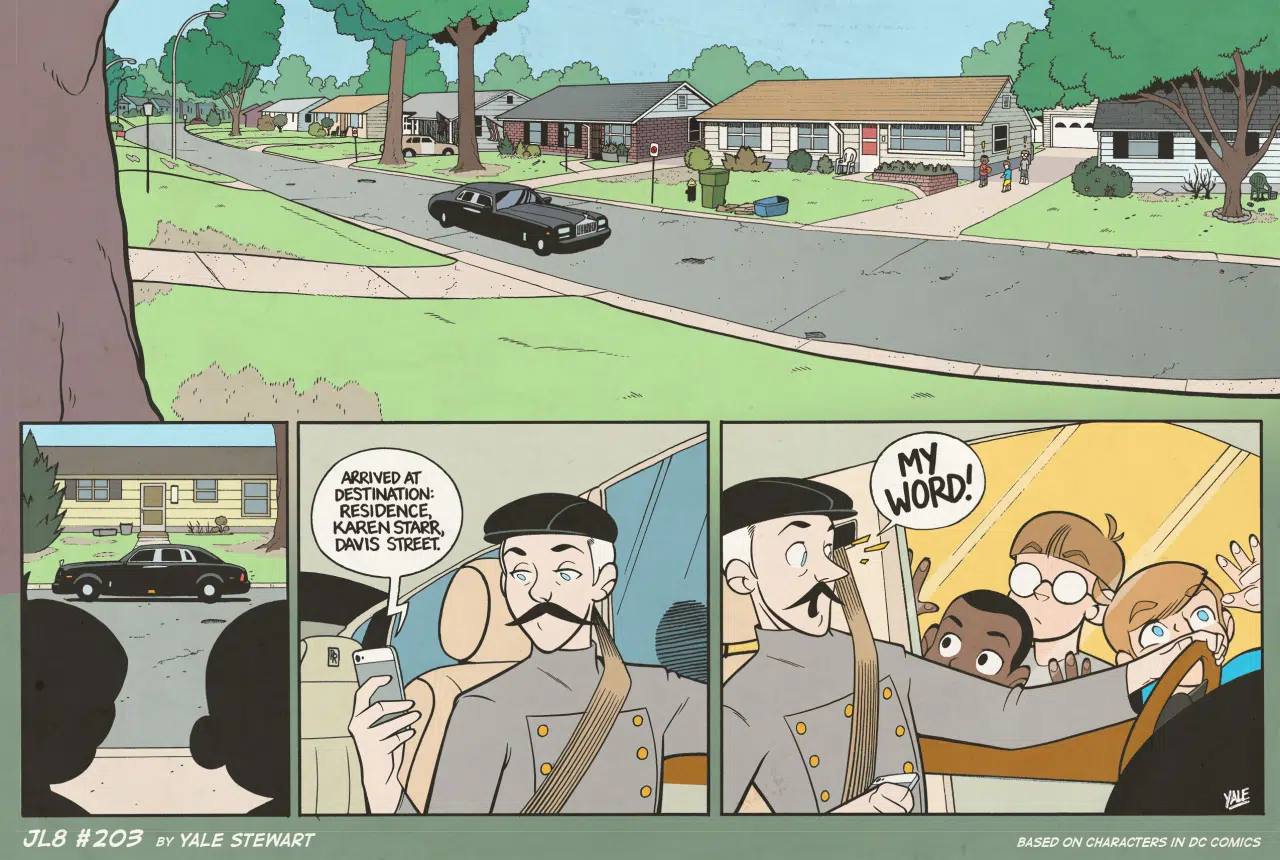 ARRIVED AT
DESTINATION:
RESIDENCE,
KAREN STARR,
DAVIS STREET.
MY
WORD!
YALE
JL8 #203 BY YALE STEWART
BASED ON CHARACTERS IN DC COMICS